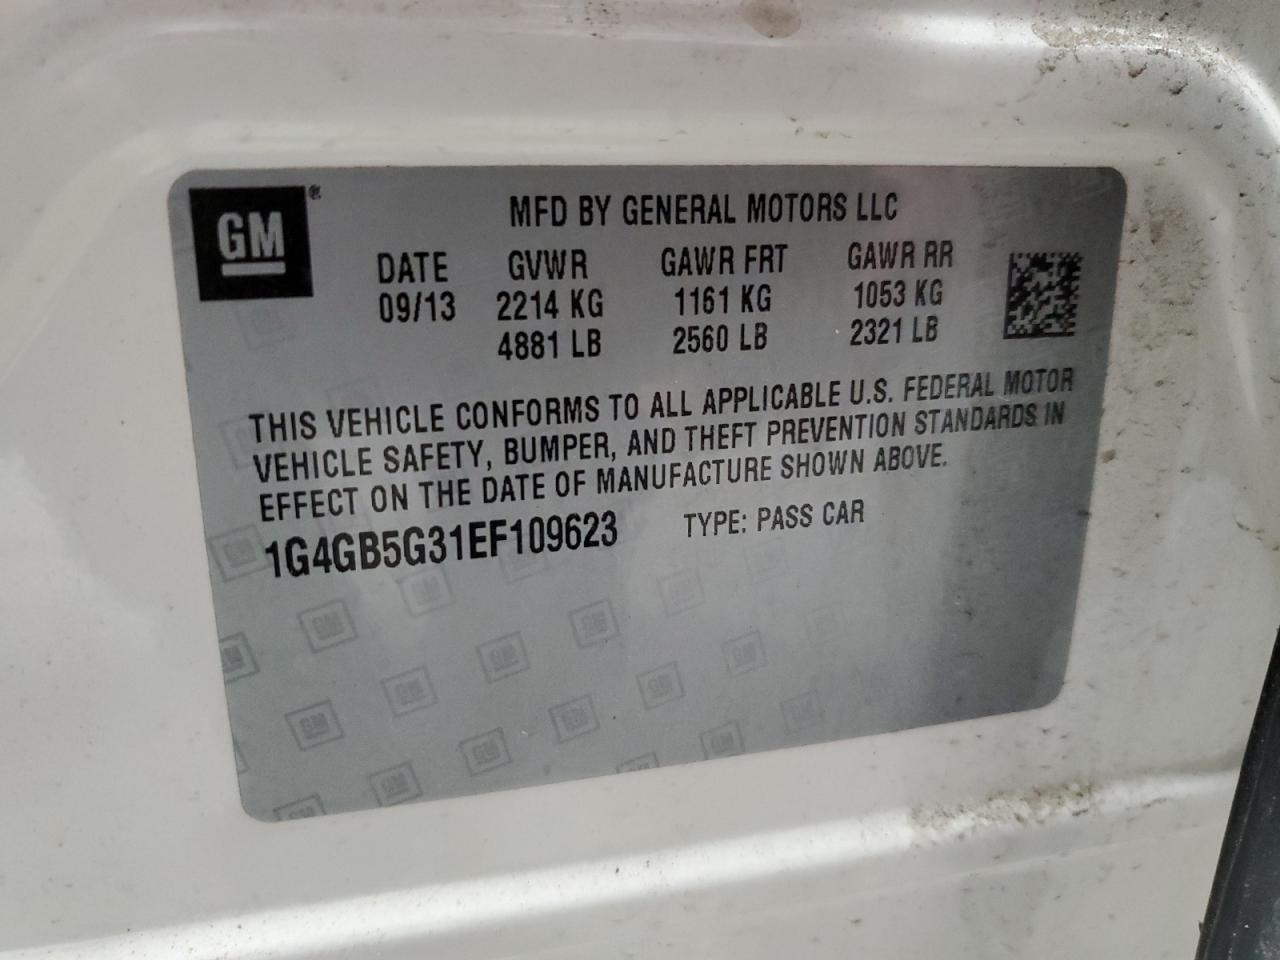 GM®
MFD BY GENERAL MOTORS LLC
DATE GVWR GAWR FRT GAWR RR
09/13 2214 KG 1161 KG 1053 KG
4881 LB 2560 LB 2321 LB
THIS VEHICLE CONFORMS TO ALL APPLICABLE U.S. FEDERAL MOTOR
VEHICLE SAFETY, BUMPER, AND THEFT PREVENTION STANDARDS IN
EFFECT ON THE DATE OF MANUFACTURE SHOWN ABOVE.
1G4GB5G31EF109623 TYPE: PASS CAR